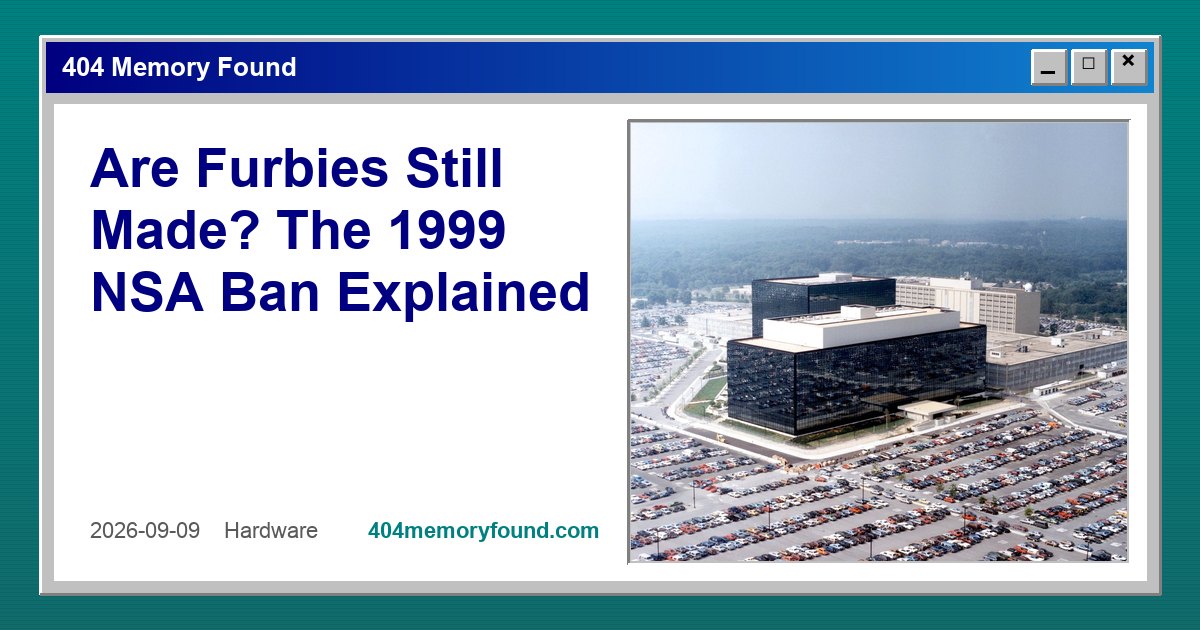 404 Memory Found
Are Furbies Still
Made? The 1999
NSA Ban Explained
2026-09-09 Hardware 404memoryfound.com